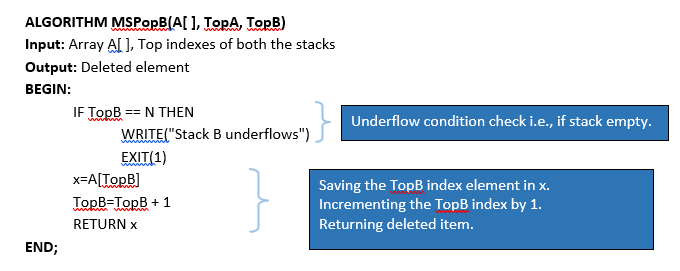 ALGORITHM MSPopB(A[ ], TopA, TopB)
Input: Array A[ ], Top indexes of both the stacks
Output: Deleted element
BEGIN:
IF TopB == N THEN
WRITE("Stack B underflows")
EXIT(1)
Underflow condition check i.e., if stack empty.
x=A[TopB]
TopB=TopB + 1
RETURN x
Saving the TopB index element in x.
Incrementing the TopB index by 1.
Returning deleted item.
END;